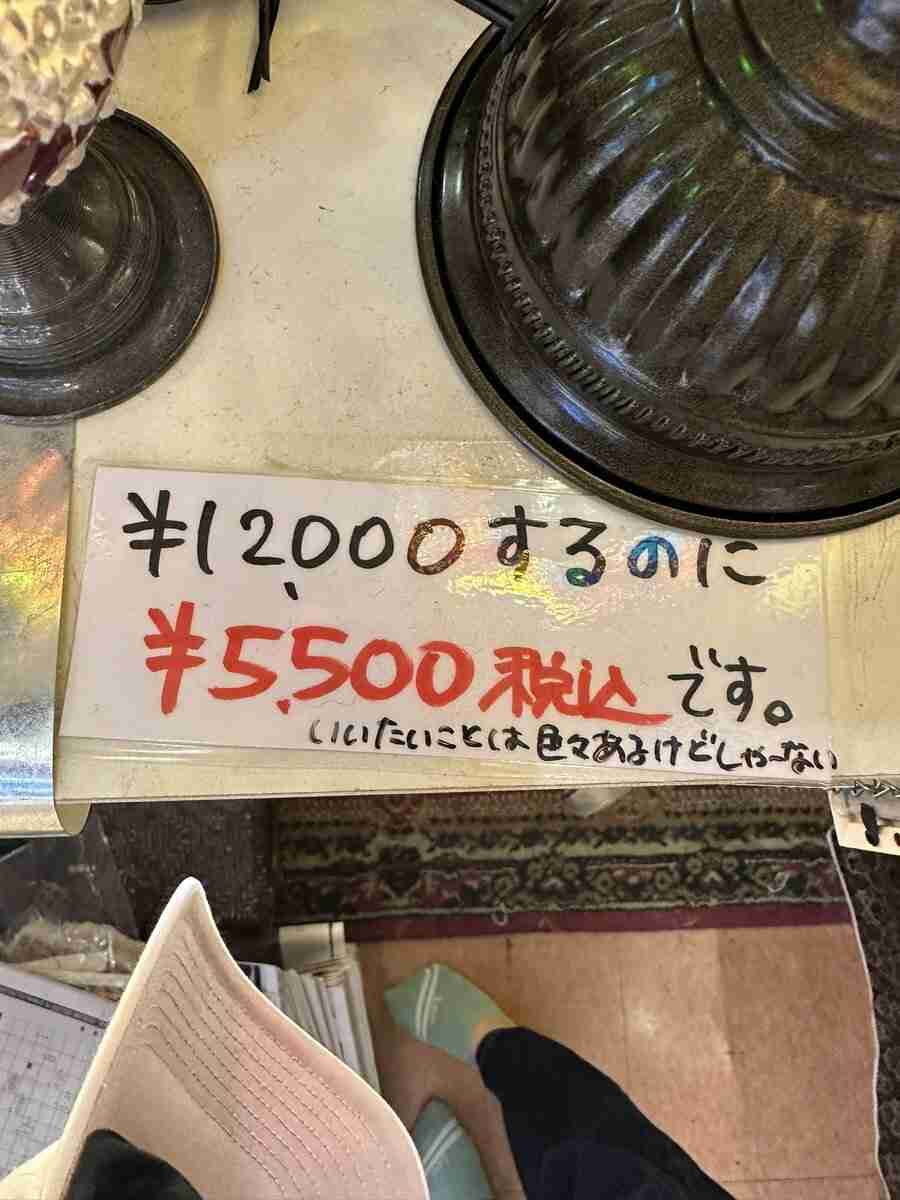 ¥12,000するのに
¥5,500税込です。
いいたいことは色々あるけどしゃ〜ない